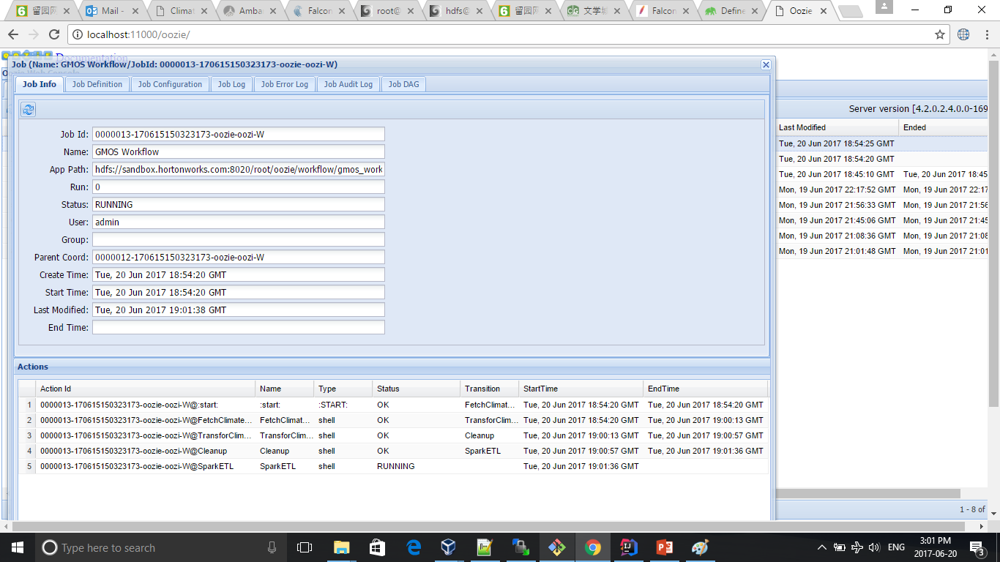 留园网
Mail -
Climat
Amba
Falcon
root@
hdfs@
留园网
文学城
Falcon
Define
Oozie
localhost:11000/oozie/
Documentation
Job (Name: GMOS Workflow/JobId: 0000013-170615150323173-oozie-oozi-W)
Job Info Job Definition Job Configuration Job Log Job Error Log Job Audit Log Job DAG
Server version [4.2.0.2.4.0.0-169
Job Id: 0000013-170615150323173-oozie-oozi-W
Name: GMOS Workflow
App Path: hdfs://sandbox.hortonworks.com:8020/root/oozie/workflow/gmos_work
Run: 0
Status: RUNNING
User: admin
Group:
Parent Coord: 0000012-170615150323173-oozie-oozi-W
Create Time: Tue, 20 Jun 2017 18:54:20 GMT
Start Time: Tue, 20 Jun 2017 18:54:20 GMT
Last Modified: Tue, 20 Jun 2017 19:01:38 GMT
End Time:
Last Modified Ended
Tue, 20 Jun 2017 18:54:25 GMT
Tue, 20 Jun 2017 18:54:20 GMT
Tue, 20 Jun 2017 18:45:10 GMT Tue, 20 Jun 2017 18:45
Mon, 19 Jun 2017 22:17:52 GMT Mon, 19 Jun 2017 22:17
Mon, 19 Jun 2017 21:56:33 GMT Mon, 19 Jun 2017 21:56
Mon, 19 Jun 2017 21:45:06 GMT Mon, 19 Jun 2017 21:45
Mon, 19 Jun 2017 21:08:36 GMT Mon, 19 Jun 2017 21:08
Mon, 19 Jun 2017 21:01:48 GMT Mon, 19 Jun 2017 21:01
Actions
Action Id Name Type Status Transition StartTime EndTime
1 0000013-170615150323173-oozie-oozi-W@:start: :start: :START: OK FetchClimat... Tue, 20 Jun 2017 18:54:20 GMT Tue, 20 Jun 2017 18:54:20 GMT
2 0000013-170615150323173-oozie-oozi-W@FetchClimate... FetchClimat... shell OK TransforClim... Tue, 20 Jun 2017 18:54:20 GMT Tue, 20 Jun 2017 19:00:13 GMT
3 0000013-170615150323173-oozie-oozi-W@TransforClim... TransforClim... shell OK Cleanup Tue, 20 Jun 2017 19:00:13 GMT Tue, 20 Jun 2017 19:00:57 GMT
4 0000013-170615150323173-oozie-oozi-W@Cleanup Cleanup shell OK SparkETL Tue, 20 Jun 2017 19:00:57 GMT Tue, 20 Jun 2017 19:01:36 GMT
5 0000013-170615150323173-oozie-oozi-W@SparkETL SparkETL shell RUNNING Tue, 20 Jun 2017 19:01:36 GMT
1 - 8 of
Type here to search
ENG
3:01 PM
2017-06-20
3